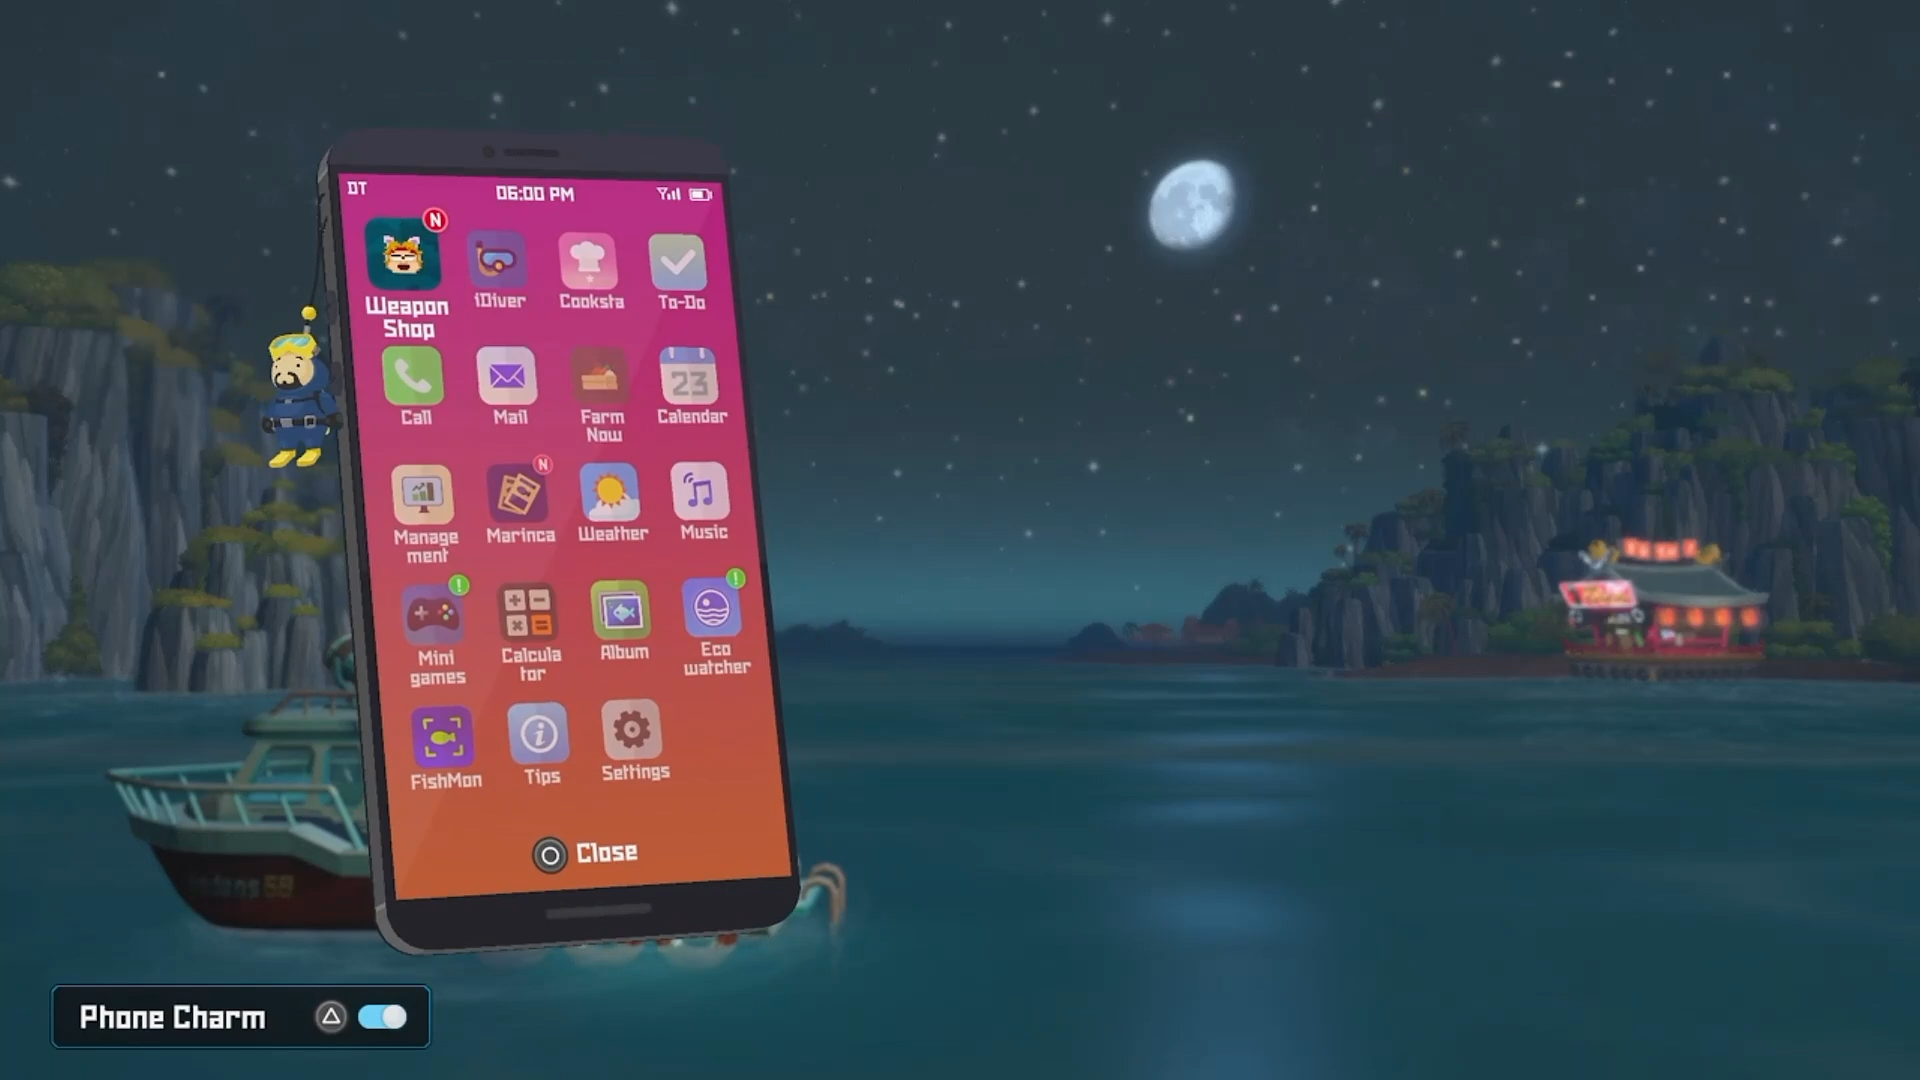 DT
06:00 PM
N
Weapon
Shop
iDiver
Cooksta
To-Do
Call
Mail
Farm
Now
23
Calendar
Manage
ment
N
Marinca
Weather
Music
!
Mini
games
Calcula
tor
Album
!
Eco
watcher
FishMon
i
Tips
Settings
Close
Phone Charm